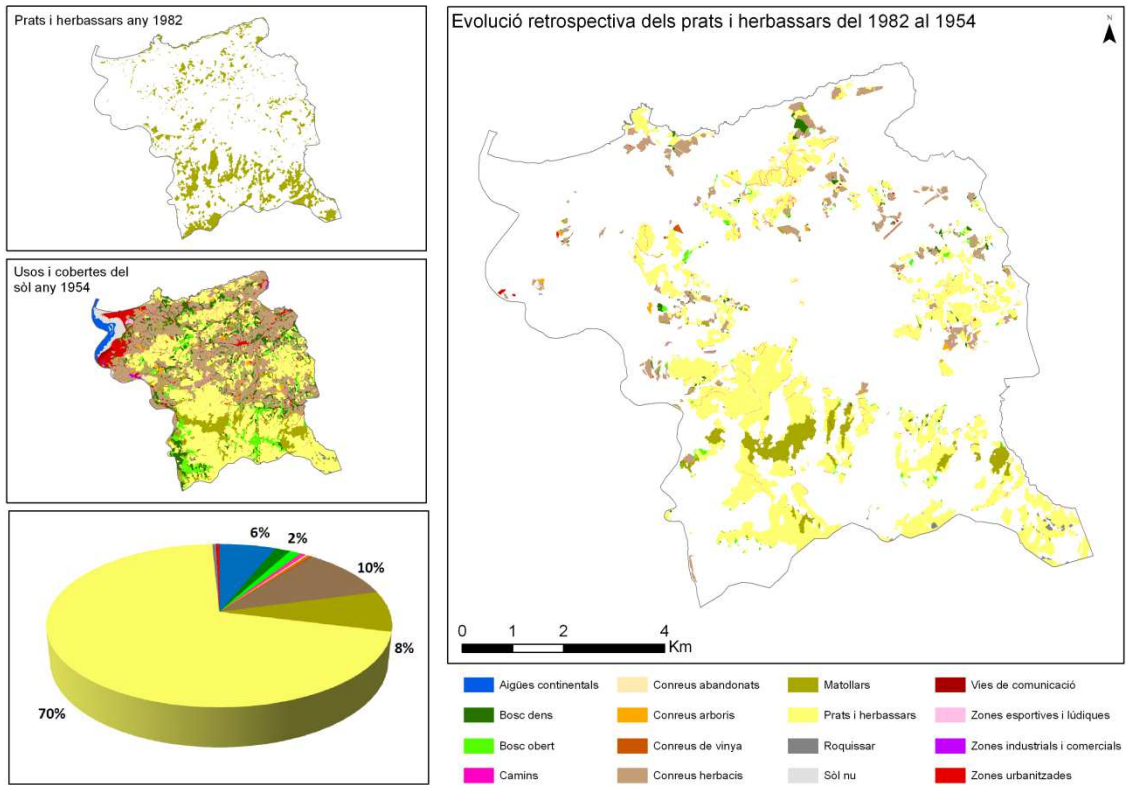 Prats i herbassars any 1982
Usos i cobertes del
sòl any 1954
6%
2%
10%
8%
70%
Evolució retrospectiva dels prats i herbassars del 1982 al 1954
N
0 1 2 4
Km
Aigües continentals
Bosc dens
Bosc obert
Camins
Conreus abandonats
Conreus arboris
Conreus de vinya
Conreus herbacis
Matollars
Prats i herbassars
Roquissar
Sòl nu
Vies de comunicació
Zones esportives i lúdiques
Zones industrials i comercials
Zones urbanitzades